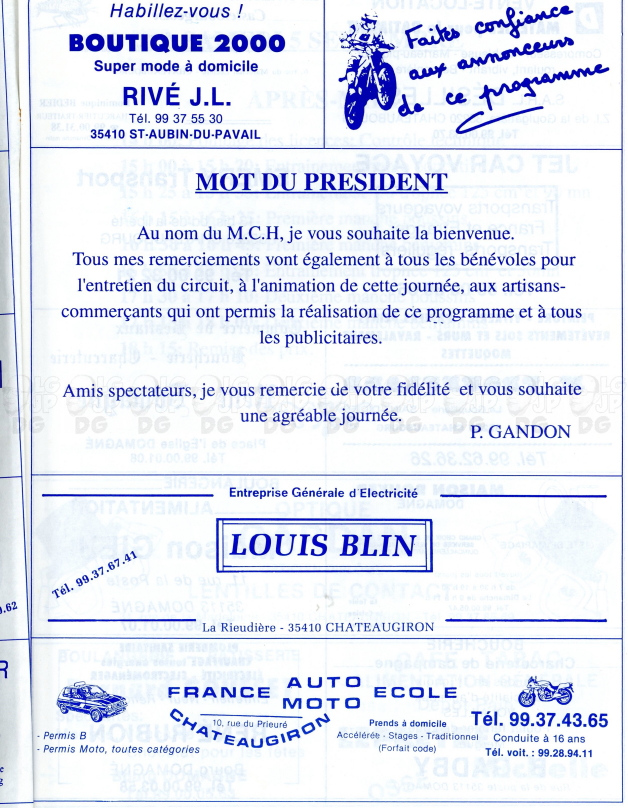 Habillez-vous !
BOUTIQUE 2000
Super mode à domicile
RIVÉ J.L.
Tél. 99 37 55 30
35410 ST-AUBIN-DU-PAVAIL
Faites confiance
aux annonceurs
de ce programme
MOT DU PRESIDENT
Au nom du M.C.H, je vous souhaite la bienvenue.
Tous mes remerciements vont également à tous les bénévoles pour
l'entretien du circuit, à l'animation de cette journée, aux artisans-
commerçants qui ont permis la réalisation de ce programme et à tous
les publicitaires.
Amis spectateurs, je vous remercie de votre fidélité et vous souhaite
une agréable journée.
P. GANDON
Entreprise Générale d'Electricité
LOUIS BLIN
Tél. 99.37.67.41
La Rieudière - 35410 CHATEAUGIRON
FRANCE AUTO MOTO ECOLE
CHATEAUGIRON
10, rue du Prieuré
- Permis B
- Permis Moto, toutes catégories
Prends à domicile
Accélérée - Stages - Traditionnel
(Forfait code)
Tél. 99.37.43.65
Conduite à 16 ans
Tél. voit. : 99.28.94.11